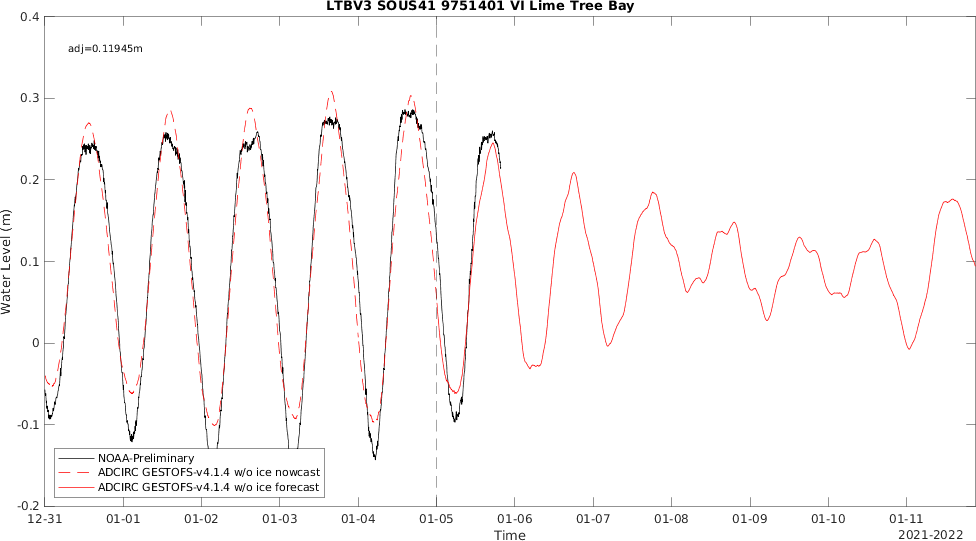 LTBV3 SOUS41 9751401 VI Lime Tree Bay
adj=0.11945m
Water Level (m)
0.4
0.3
0.2
0.1
0
-0.1
-0.2
NOAA-Preliminary
ADCIRC GESTOFS-v4.1.4 w/o ice nowcast
ADCIRC GESTOFS-v4.1.4 w/o ice forecast
12-31 01-01 01-02 01-03 01-04 01-05 01-06 01-07 01-08 01-09 01-10 01-11
Time
2021-2022